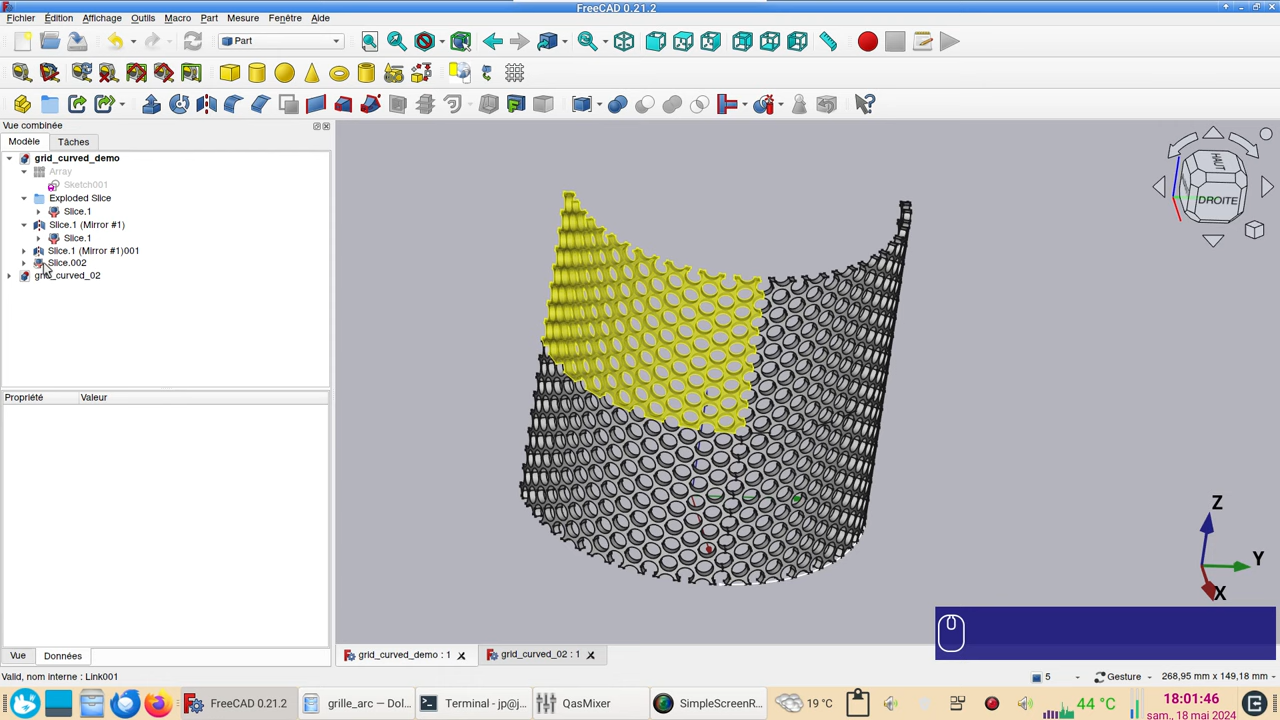 FreeCAD 0.21.2
Fichier Édition Affichage Outils Macro Part Mesure Fenêtre Aide
Part
Vue combinée
Modèle Tâches
grid_curved_demo
Array
Sketch001
Exploded Slice
Slice.1
Slice.1 (Mirror #1)
Slice.1
Slice.1 (Mirror #1)001
Slice.002
grid_curved_02
Propriété Valeur
HAUT
DROITE
Z
Y
X
Vue Données
grid_curved_demo : 1 grid_curved_02 : 1
Valid, nom interne : Link001
5 Gesture 268,95 mm x 149,18 mm
FreeCAD 0.21.2 grille_arc — Dol... Terminal - jp@j... QasMixer SimpleScreenR... 19 °C 44 °C 18:01:46
sam., 18 mai 2024